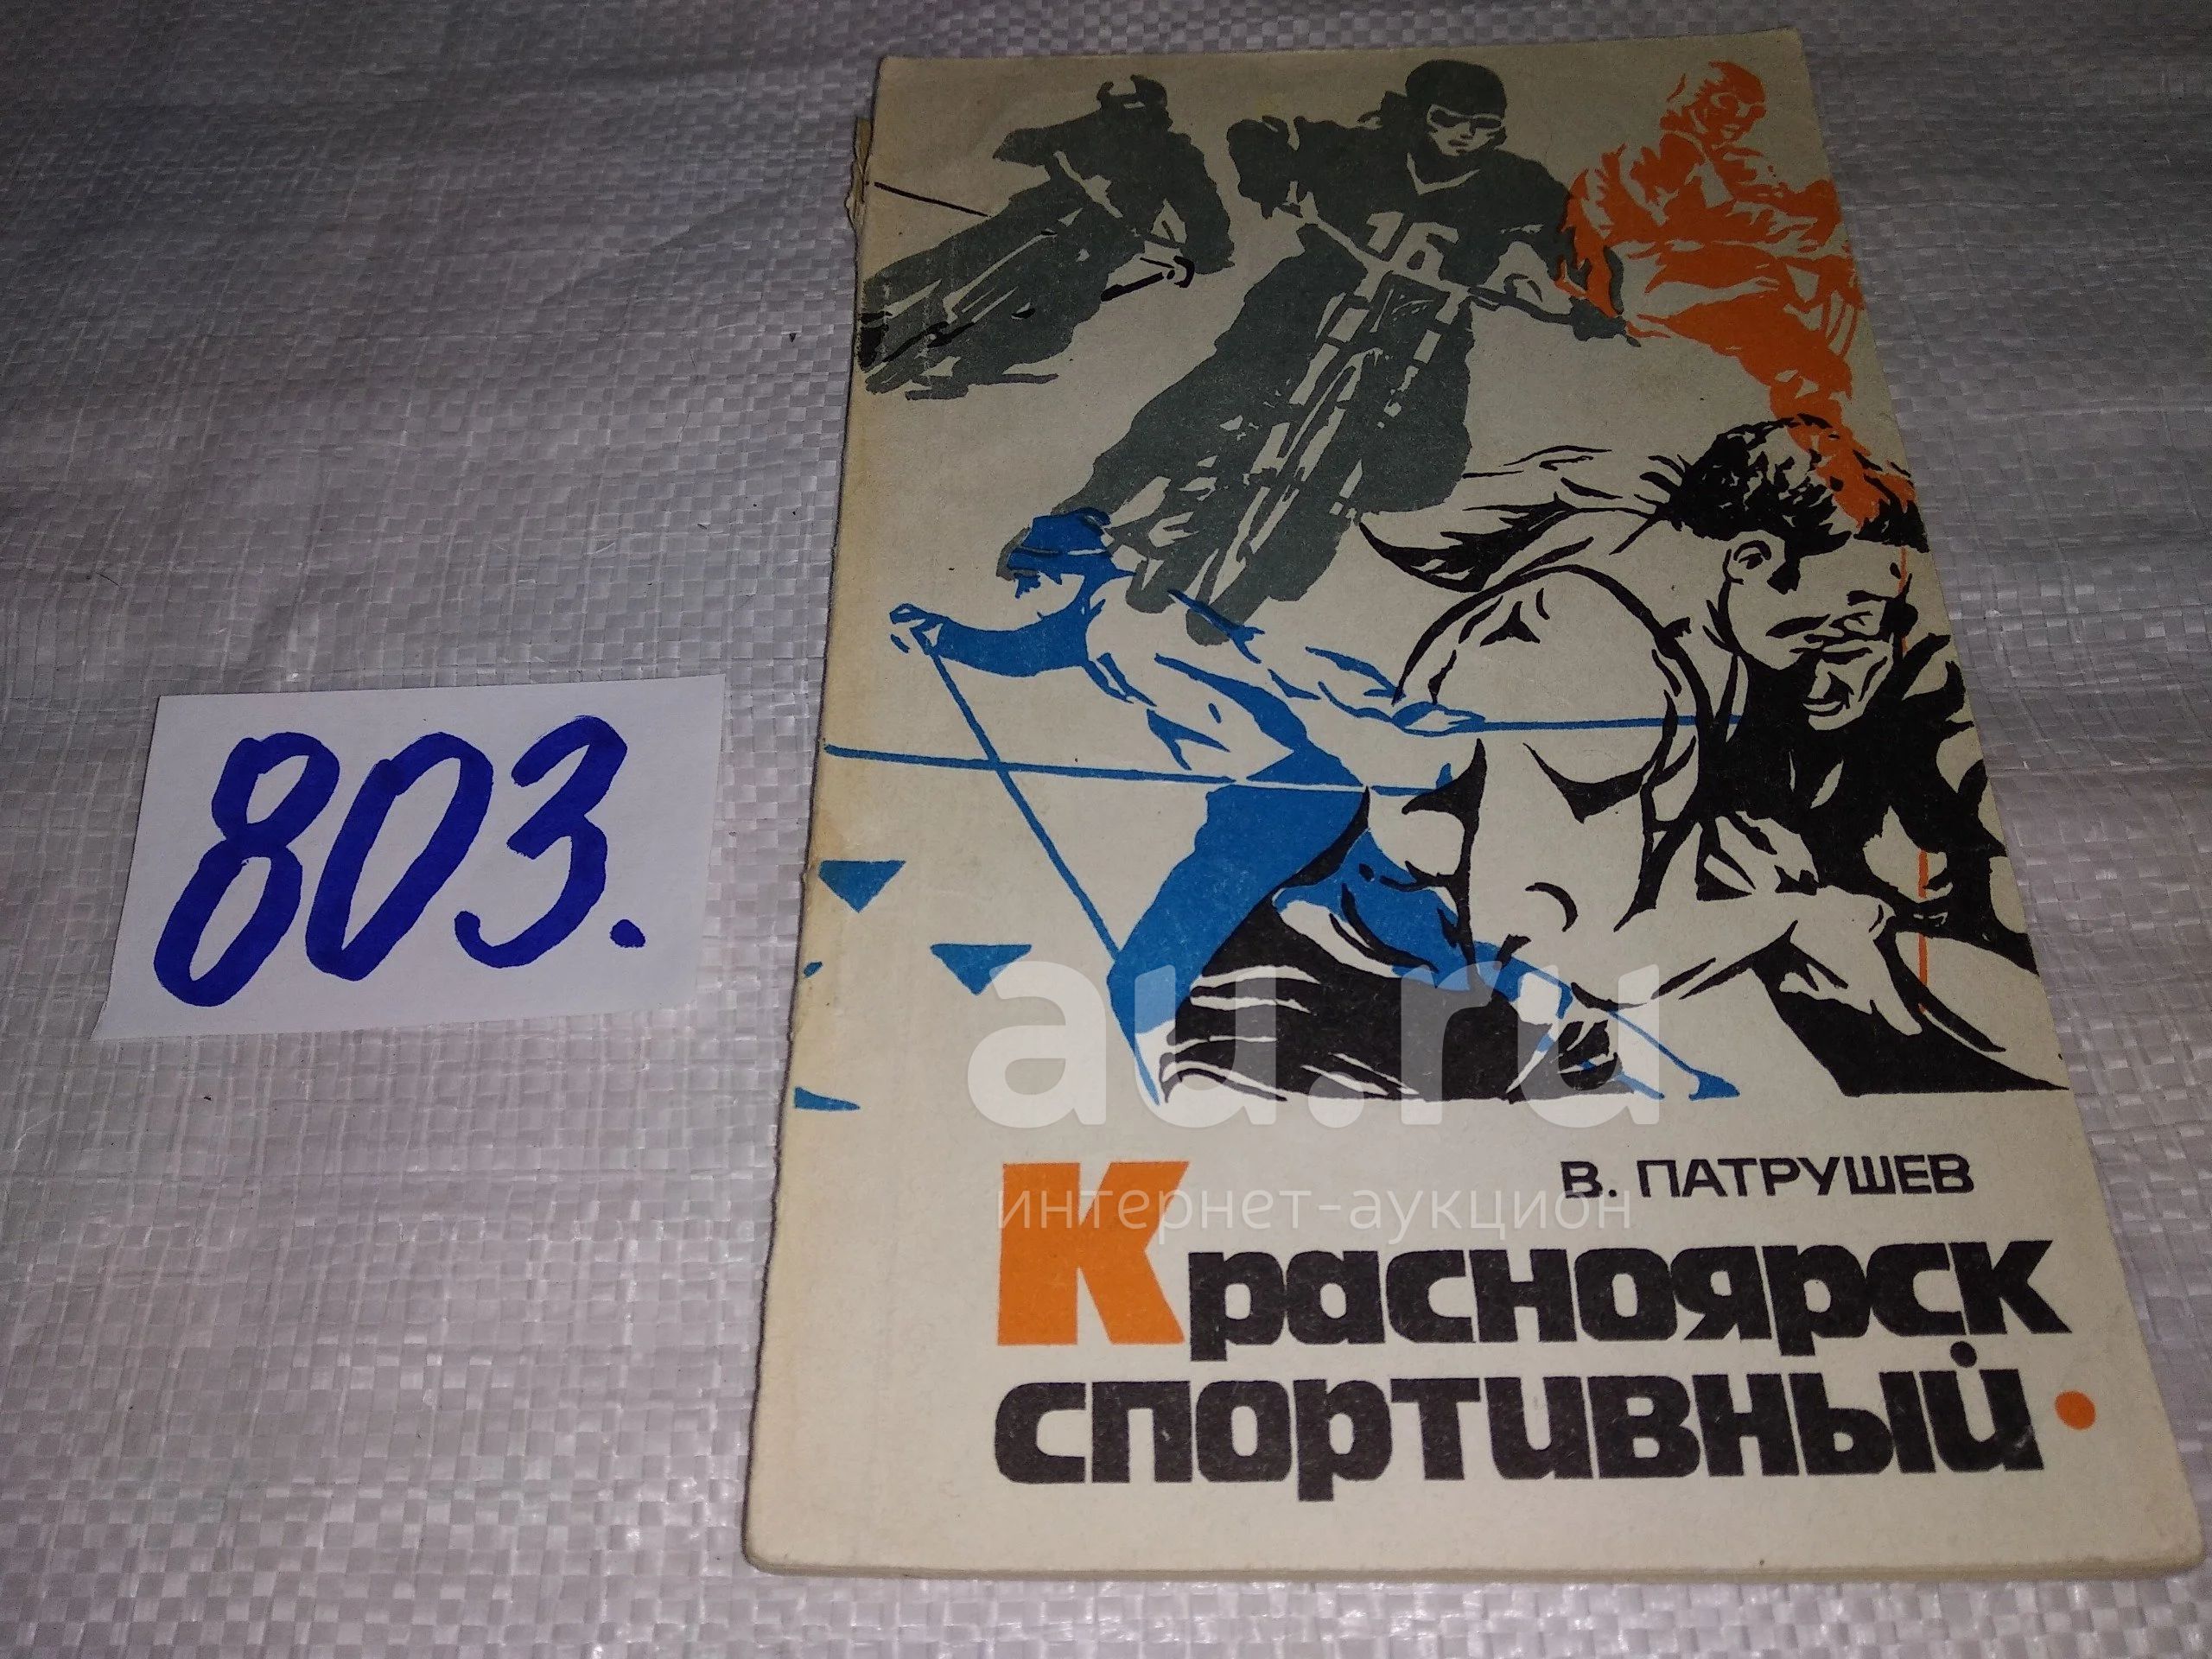 16
803.
au.ru
В. ПАТРУШЕВ
интернет-аукцион
Красноярск
спортивный